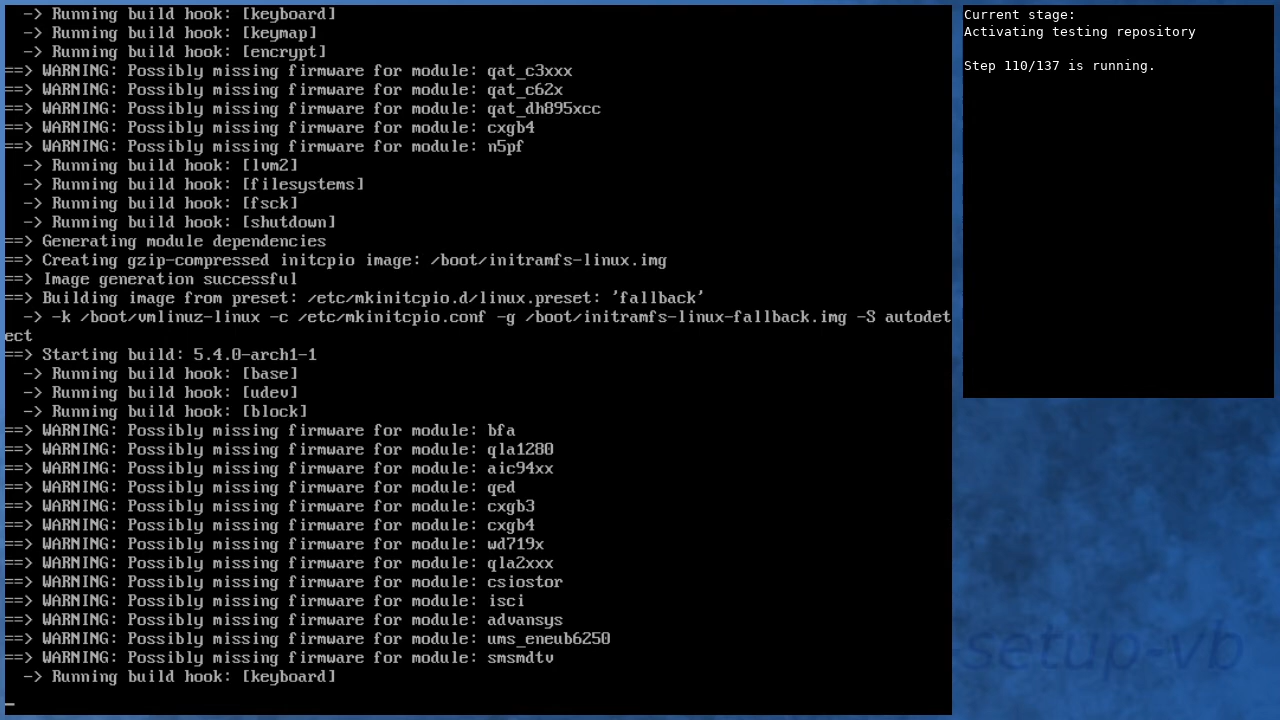 -> Running build hook: [keyboard]
-> Running build hook: [keymap]
-> Running build hook: [encrypt]
==> WARNING: Possibly missing firmware for module: qat_c3xxx
==> WARNING: Possibly missing firmware for module: qat_c62x
==> WARNING: Possibly missing firmware for module: qat_dh895xcc
==> WARNING: Possibly missing firmware for module: cxgb4
==> WARNING: Possibly missing firmware for module: n5pf
-> Running build hook: [lvm2]
-> Running build hook: [filesystems]
-> Running build hook: [fsck]
-> Running build hook: [shutdown]
==> Generating module dependencies
==> Creating gzip-compressed initcpio image: /boot/initramfs-linux.img
==> Image generation successful
==> Building image from preset: /etc/mkinitcpio.d/linux.preset: 'fallback'
-> -k /boot/vmlinuz-linux -c /etc/mkinitcpio.conf -g /boot/initramfs-linux-fallback.img -S autodet
ect
==> Starting build: 5.4.0-arch1-1
-> Running build hook: [base]
-> Running build hook: [udev]
-> Running build hook: [block]
==> WARNING: Possibly missing firmware for module: bfa
==> WARNING: Possibly missing firmware for module: qla1280
==> WARNING: Possibly missing firmware for module: aic94xx
==> WARNING: Possibly missing firmware for module: qed
==> WARNING: Possibly missing firmware for module: cxgb3
==> WARNING: Possibly missing firmware for module: cxgb4
==> WARNING: Possibly missing firmware for module: wd719x
==> WARNING: Possibly missing firmware for module: qla2xxx
==> WARNING: Possibly missing firmware for module: csiostor
==> WARNING: Possibly missing firmware for module: isci
==> WARNING: Possibly missing firmware for module: advansys
==> WARNING: Possibly missing firmware for module: ums_eneub6250
==> WARNING: Possibly missing firmware for module: smsmdtv
-> Running build hook: [keyboard]
_
Current stage:
Activating testing repository
Step 110/137 is running.
setup-vb